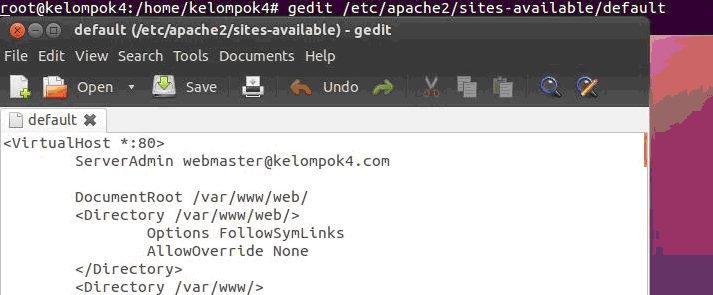 root@kelompok4:/home/kelompok4# gedit /etc/apache2/sites-available/default
default (/etc/apache2/sites-available) - gedit
File Edit View Search Tools Documents Help
Open Save Undo
default
<VirtualHost *:80>
ServerAdmin webmaster@kelompok4.com
DocumentRoot /var/www/web/
<Directory /var/www/web/>
Options FollowSymLinks
AllowOverride None
</Directory>
<Directory /var/www/>